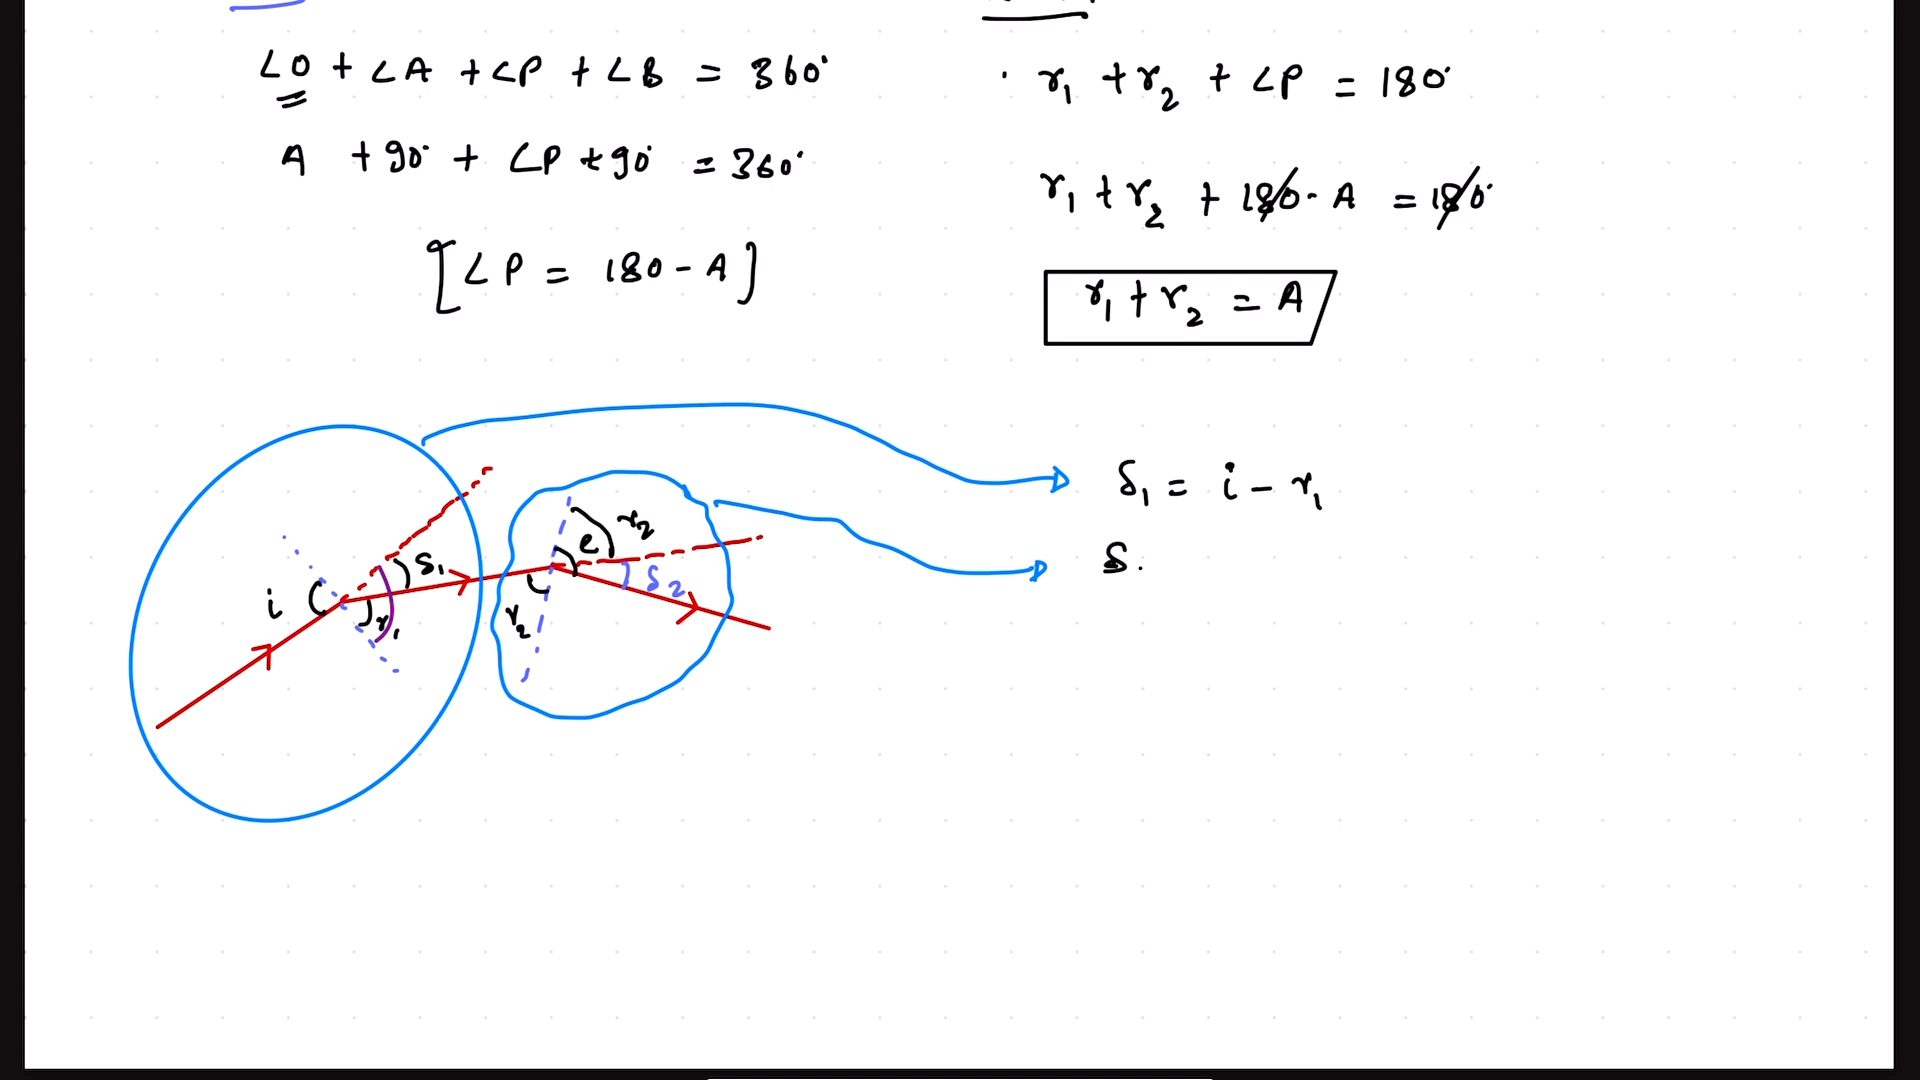 ∠O + ∠A + ∠P + ∠B = 360°
A + 90° + ∠P + 90° = 360°
[∠P = 180 - A]
r₁ + r₂ + ∠P = 180°
r₁ + r₂ + 180 - A = 180°
r₁ + r₂ = A
i
δ₁
r₁
r₂
e
r₂
δ₂
δ₁ = i - r₁
δ.